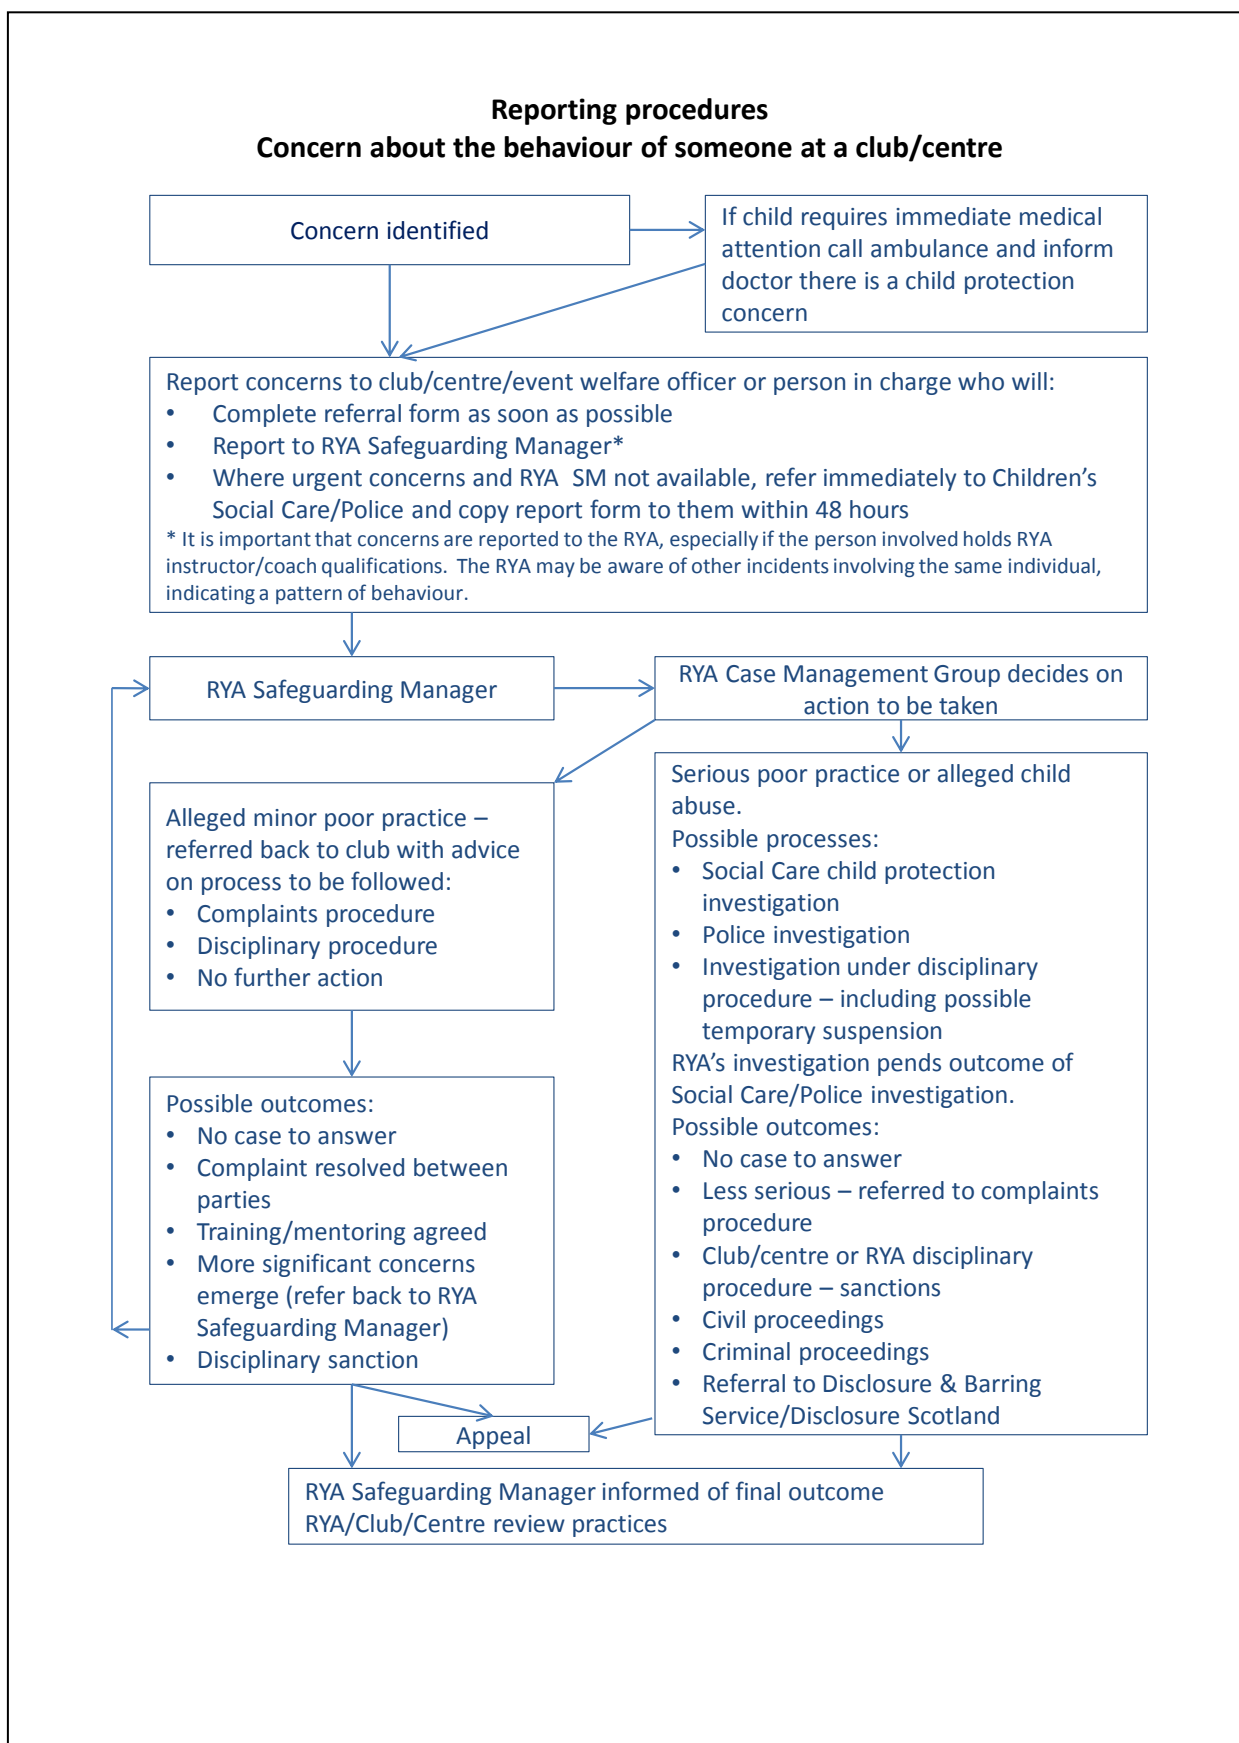 Reporting procedures
Concern about the behaviour of someone at a club/centre
Concern identified
If child requires immediate medical
attention call ambulance and inform
doctor there is a child protection
concern
Report concerns to club/centre/event welfare officer or person in charge who will:
• Complete referral form as soon as possible
• Report to RYA Safeguarding Manager*
• Where urgent concerns and RYA SM not available, refer immediately to Children’s
Social Care/Police and copy report form to them within 48 hours
* It is important that concerns are reported to the RYA, especially if the person involved holds RYA
instructor/coach qualifications. The RYA may be aware of other incidents involving the same individual,
indicating a pattern of behaviour.
RYA Safeguarding Manager
RYA Case Management Group decides on
action to be taken
Alleged minor poor practice –
referred back to club with advice
on process to be followed:
• Complaints procedure
• Disciplinary procedure
• No further action
Serious poor practice or alleged child
abuse.
Possible processes:
• Social Care child protection
investigation
• Police investigation
• Investigation under disciplinary
procedure – including possible
temporary suspension
RYA’s investigation pends outcome of
Social Care/Police investigation.
Possible outcomes:
• No case to answer
• Less serious – referred to complaints
procedure
• Club/centre or RYA disciplinary
procedure – sanctions
• Civil proceedings
• Criminal proceedings
• Referral to Disclosure & Barring
Service/Disclosure Scotland
Possible outcomes:
• No case to answer
• Complaint resolved between
parties
• Training/mentoring agreed
• More significant concerns
emerge (refer back to RYA
Safeguarding Manager)
• Disciplinary sanction
Appeal
RYA Safeguarding Manager informed of final outcome
RYA/Club/Centre review practices